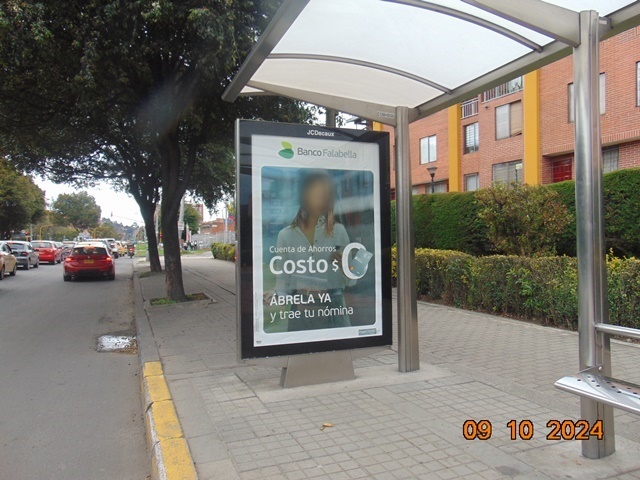 JCDecaux
Banco Falabella
Cuenta de Ahorros
Costo $0
ÁBRELA YA
y trae tu nómina
09 10 2024